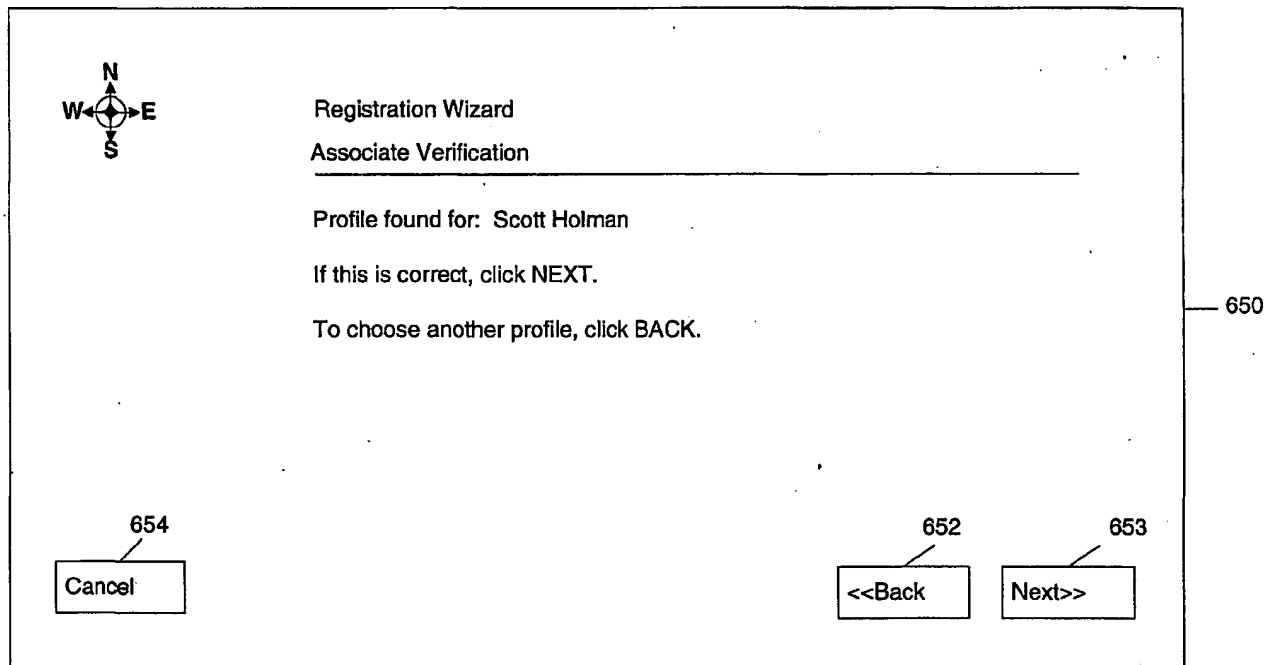 N
W E
S
Registration Wizard
Associate Verification
Profile found for: Scott Holman
If this is correct, click NEXT.
To choose another profile, click BACK.
650
654
652
653
Cancel
<<Back
Next>>